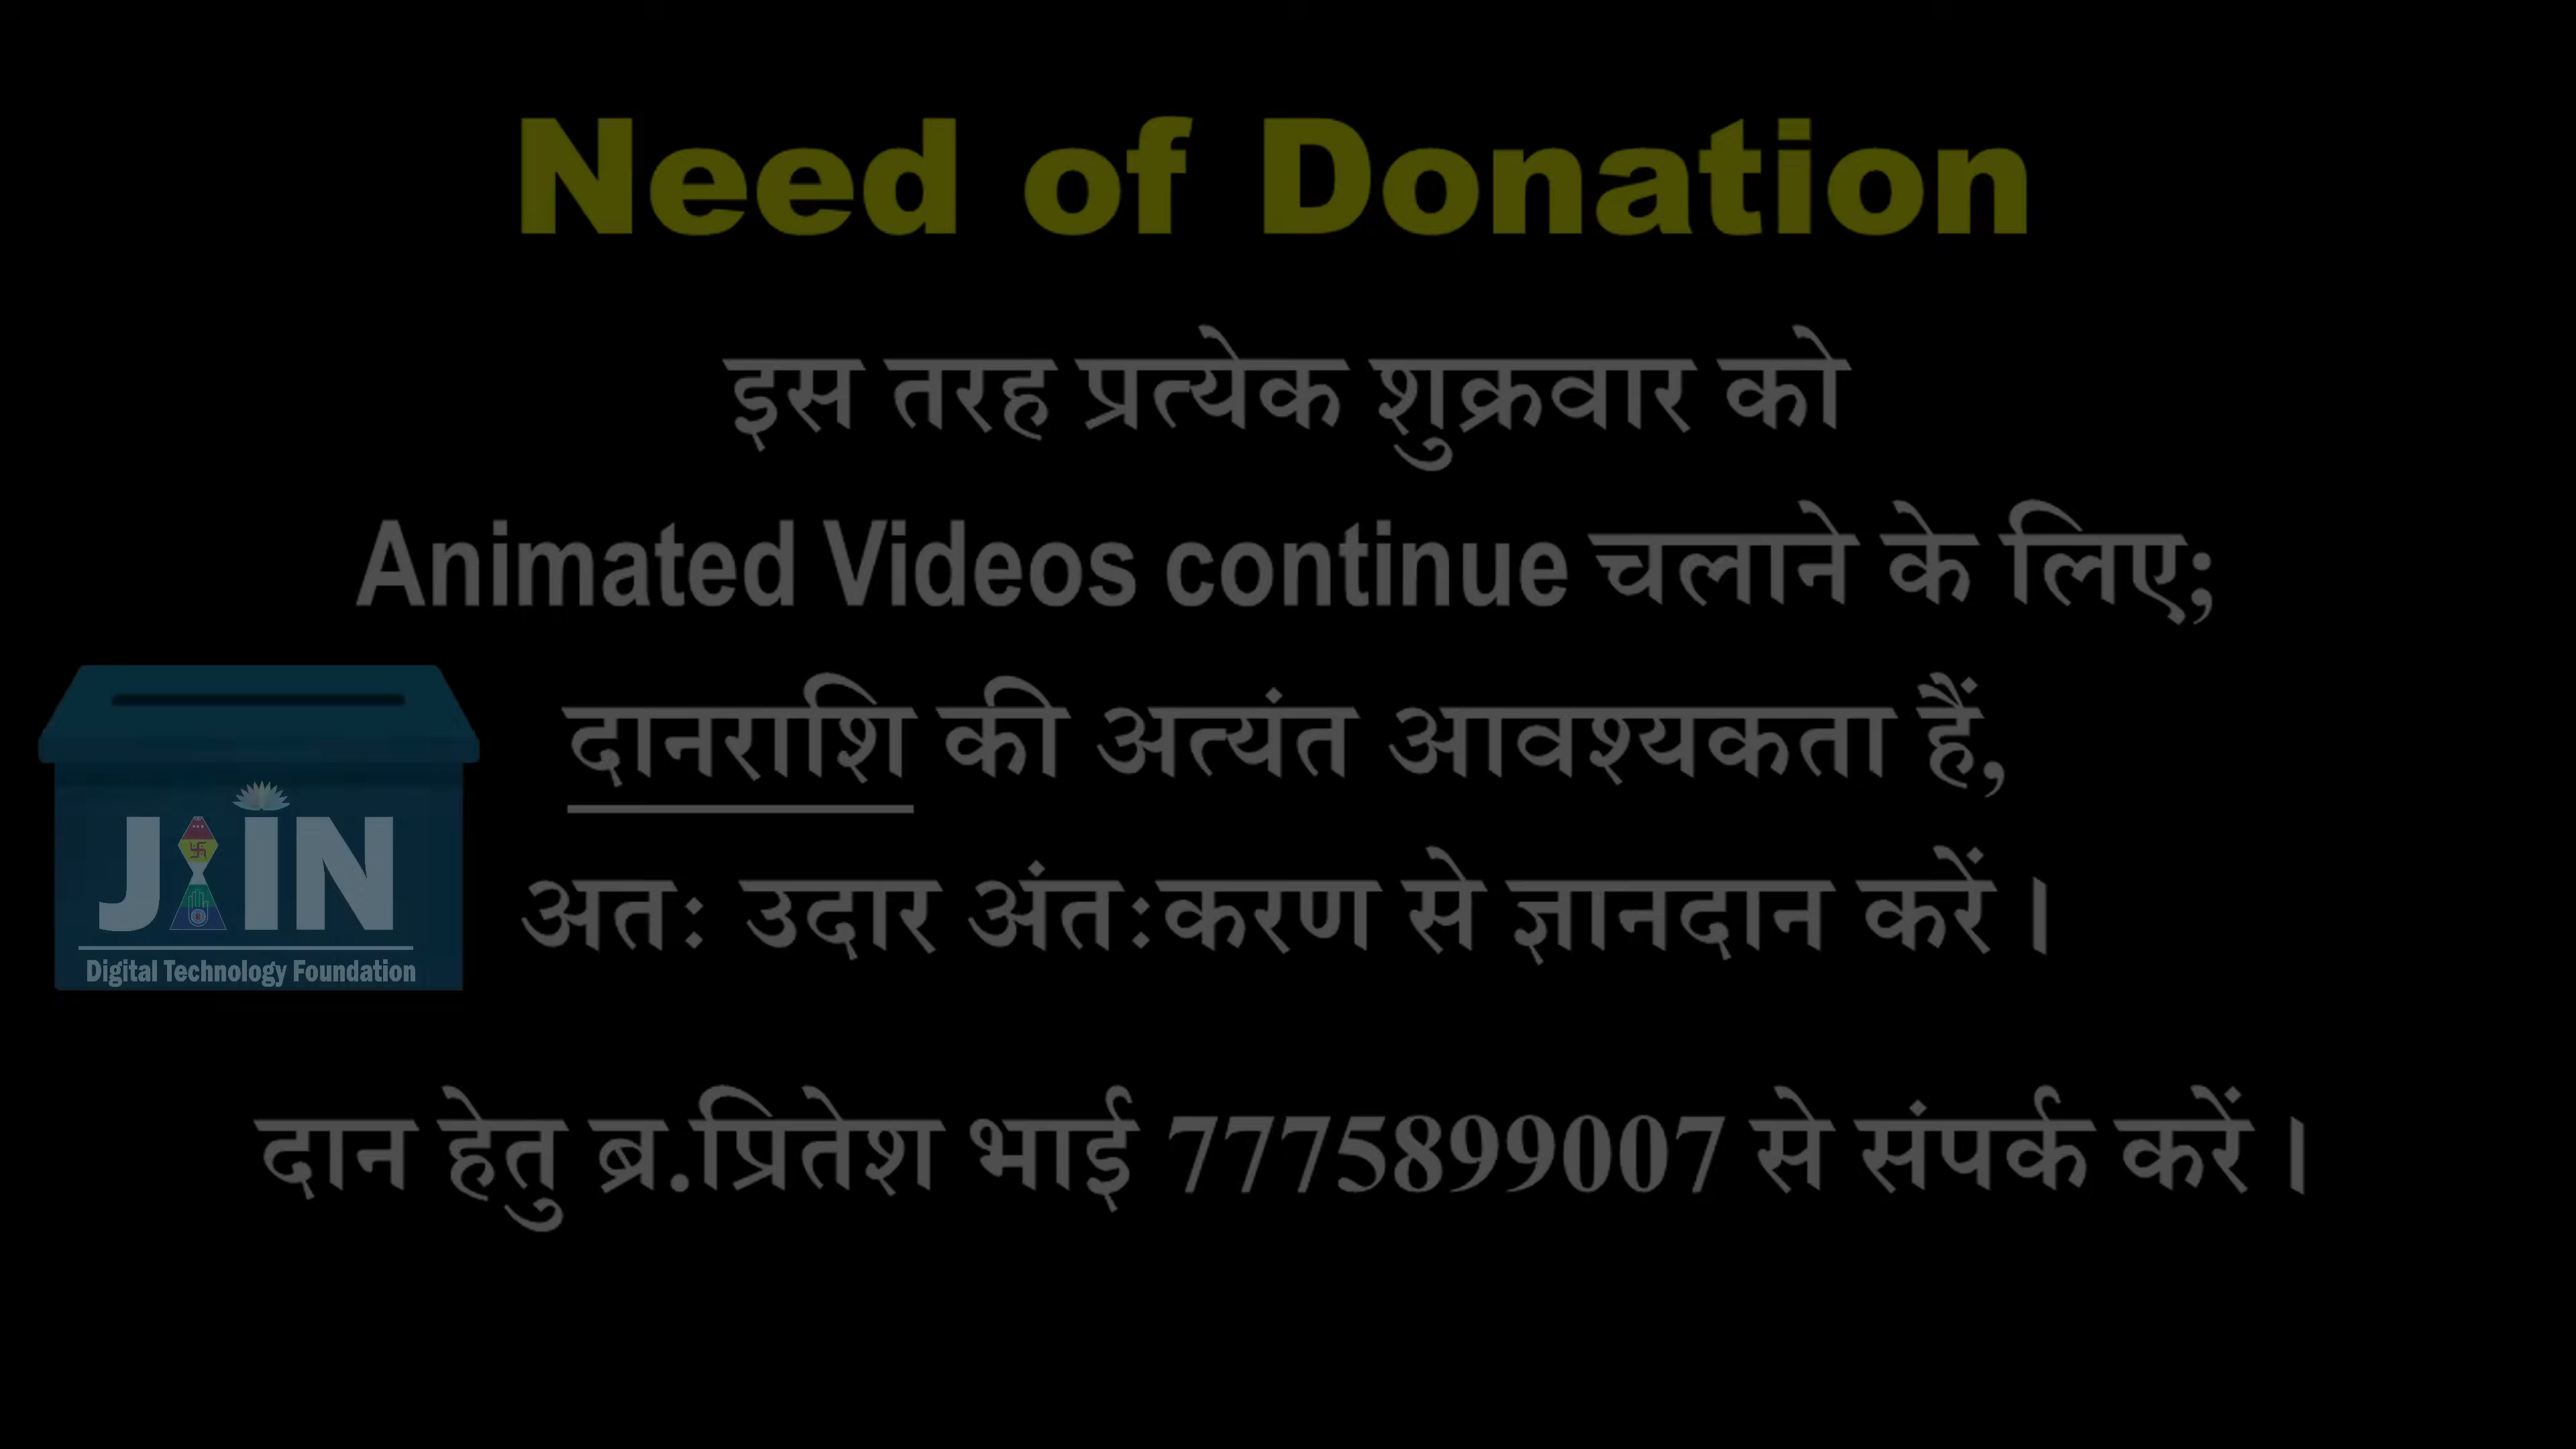 Need of Donation
इस तरह प्रत्येक शुक्रवार को
Animated Videos continue चलाने के लिए;
दानराशि की अत्यंत आवश्यकता हैं,
अतः उदार अंतःकरण से ज्ञानदान करें।
JAIN
Digital Technology Foundation
दान हेतु ब्र.प्रितेश भाई 7775899007 से संपर्क करें।